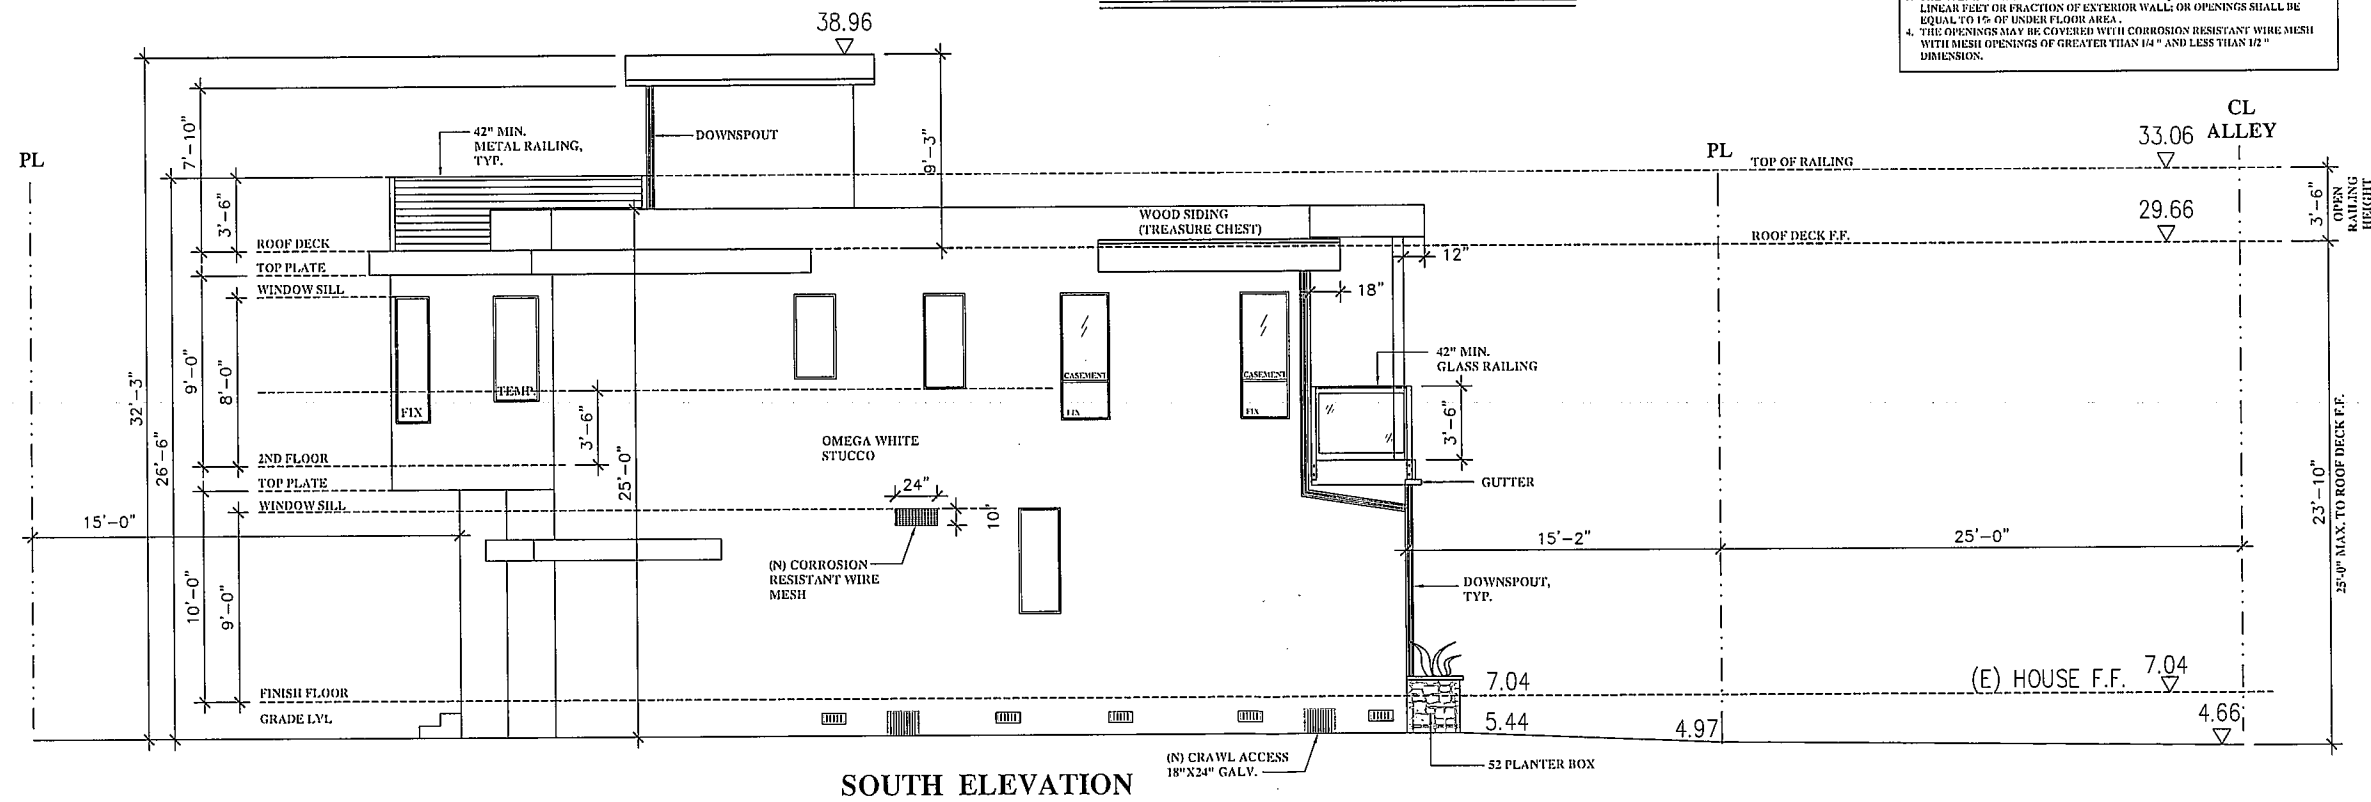 LINEAR FEET OR FRACTION OF EXTERIOR WALL; OR OPENINGS SHALL BE
EQUAL TO 1% OF UNDER FLOOR AREA.
4. THE OPENINGS MAY BE COVERED WITH CORROSION RESISTANT WIRE MESH
WITH MESH OPENINGS OF GREATER THAN 1/4" AND LESS THAN 1/2"
DIMENSION.
38.96
PL
7'-10"
42" MIN.
METAL RAILING,
TYP.
DOWNSPOUT
9'-3"
PL
TOP OF RAILING
33.06
CL
ALLEY
3'-6"
ROOF DECK
TOP PLATE
WINDOW SILL
WOOD SIDING
(TREASURE CHEST)
ROOF DECK F.F.
29.66
3'-6"
OPEN
RAILING
HEIGHT
12"
18"
32'-3"
26'-6"
9'-0"
8'-0"
FIX
TEMP.
3'-6"
25'-0"
CASEMENT
FIX
CASEMENT
FIX
42" MIN.
GLASS RAILING
3'-6"
OMEGA WHITE
STUCCO
2ND FLOOR
TOP PLATE
WINDOW SILL
24"
10'
GUTTER
15'-0"
15'-2"
25'-0"
23'-10"
25'-0" MAX. TO ROOF DECK F.F.
10'-0"
9'-0"
(N) CORROSION
RESISTANT WIRE
MESH
DOWNSPOUT,
TYP.
FINISH FLOOR
GRADE LVL
7.04
(E) HOUSE F.F.
7.04
5.44
4.97
4.66
(N) CRAWL ACCESS
18"X24" GALV.
52 PLANTER BOX
SOUTH ELEVATION